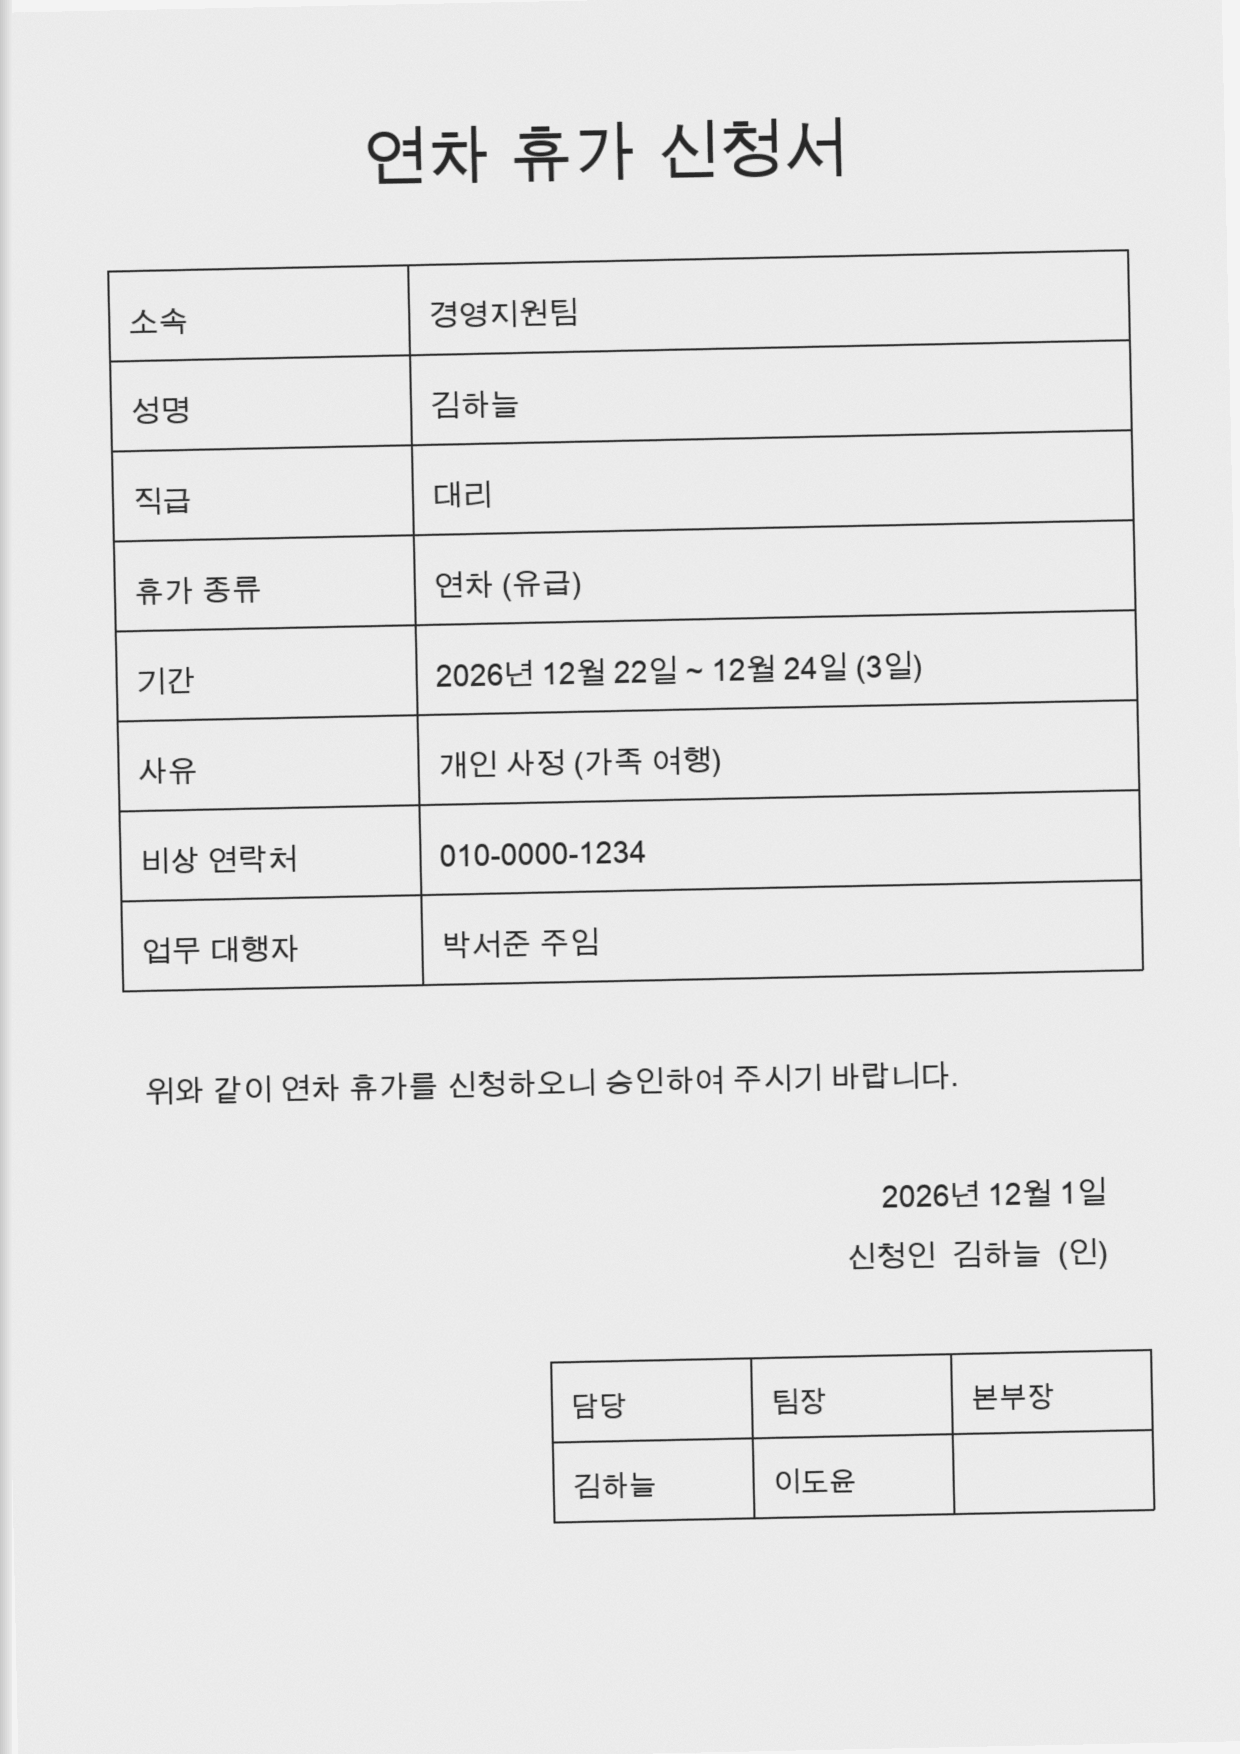 연차 휴가 신청서
소속 경영지원팀
성명 김하늘
직급 대리
휴가 종류 연차 (유급)
기간 2026년 12월 22일 ~ 12월 24일 (3일)
사유 개인 사정 (가족 여행)
비상 연락처 010-0000-1234
업무 대행자 박서준 주임
위와 같이 연차 휴가를 신청하오니 승인하여 주시기 바랍니다.
2026년 12월 1일
신청인 김하늘 (인)
담당 팀장 본부장
김하늘 이도윤